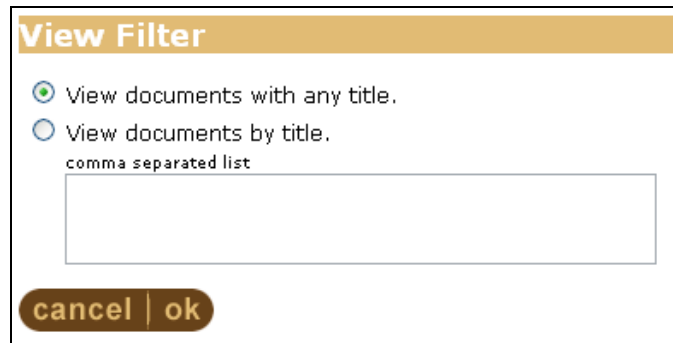 View Filter
View documents with any title.
View documents by title.
comma separated list
cancel ok